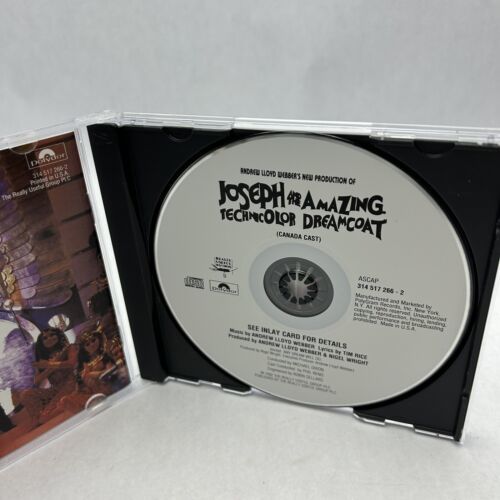 Polydor
314 517 266-2
Printed in U.S.A.
The Really Useful Group PLC
ANDREW LLOYD WEBBER'S NEW PRODUCTION OF
JOSEPH AND THE AMAZING
TECHNICOLOR DREAMCOAT
(CANADA CAST)
ASCAP
314 517 266 - 2
Manufactured and Marketed by
PolyGram Records, Inc. New York,
N.Y. All rights reserved. Unauthorized
copying, reproduction, hiring, lending,
public performance and broadcasting
prohibited. Made in U.S.A.
Polydor
SEE INLAY CARD FOR DETAILS
Music by ANDREW LLOYD WEBBER Lyrics by TIM RICE
Produced by ANDREW LLOYD WEBBER & NIGEL WRIGHT